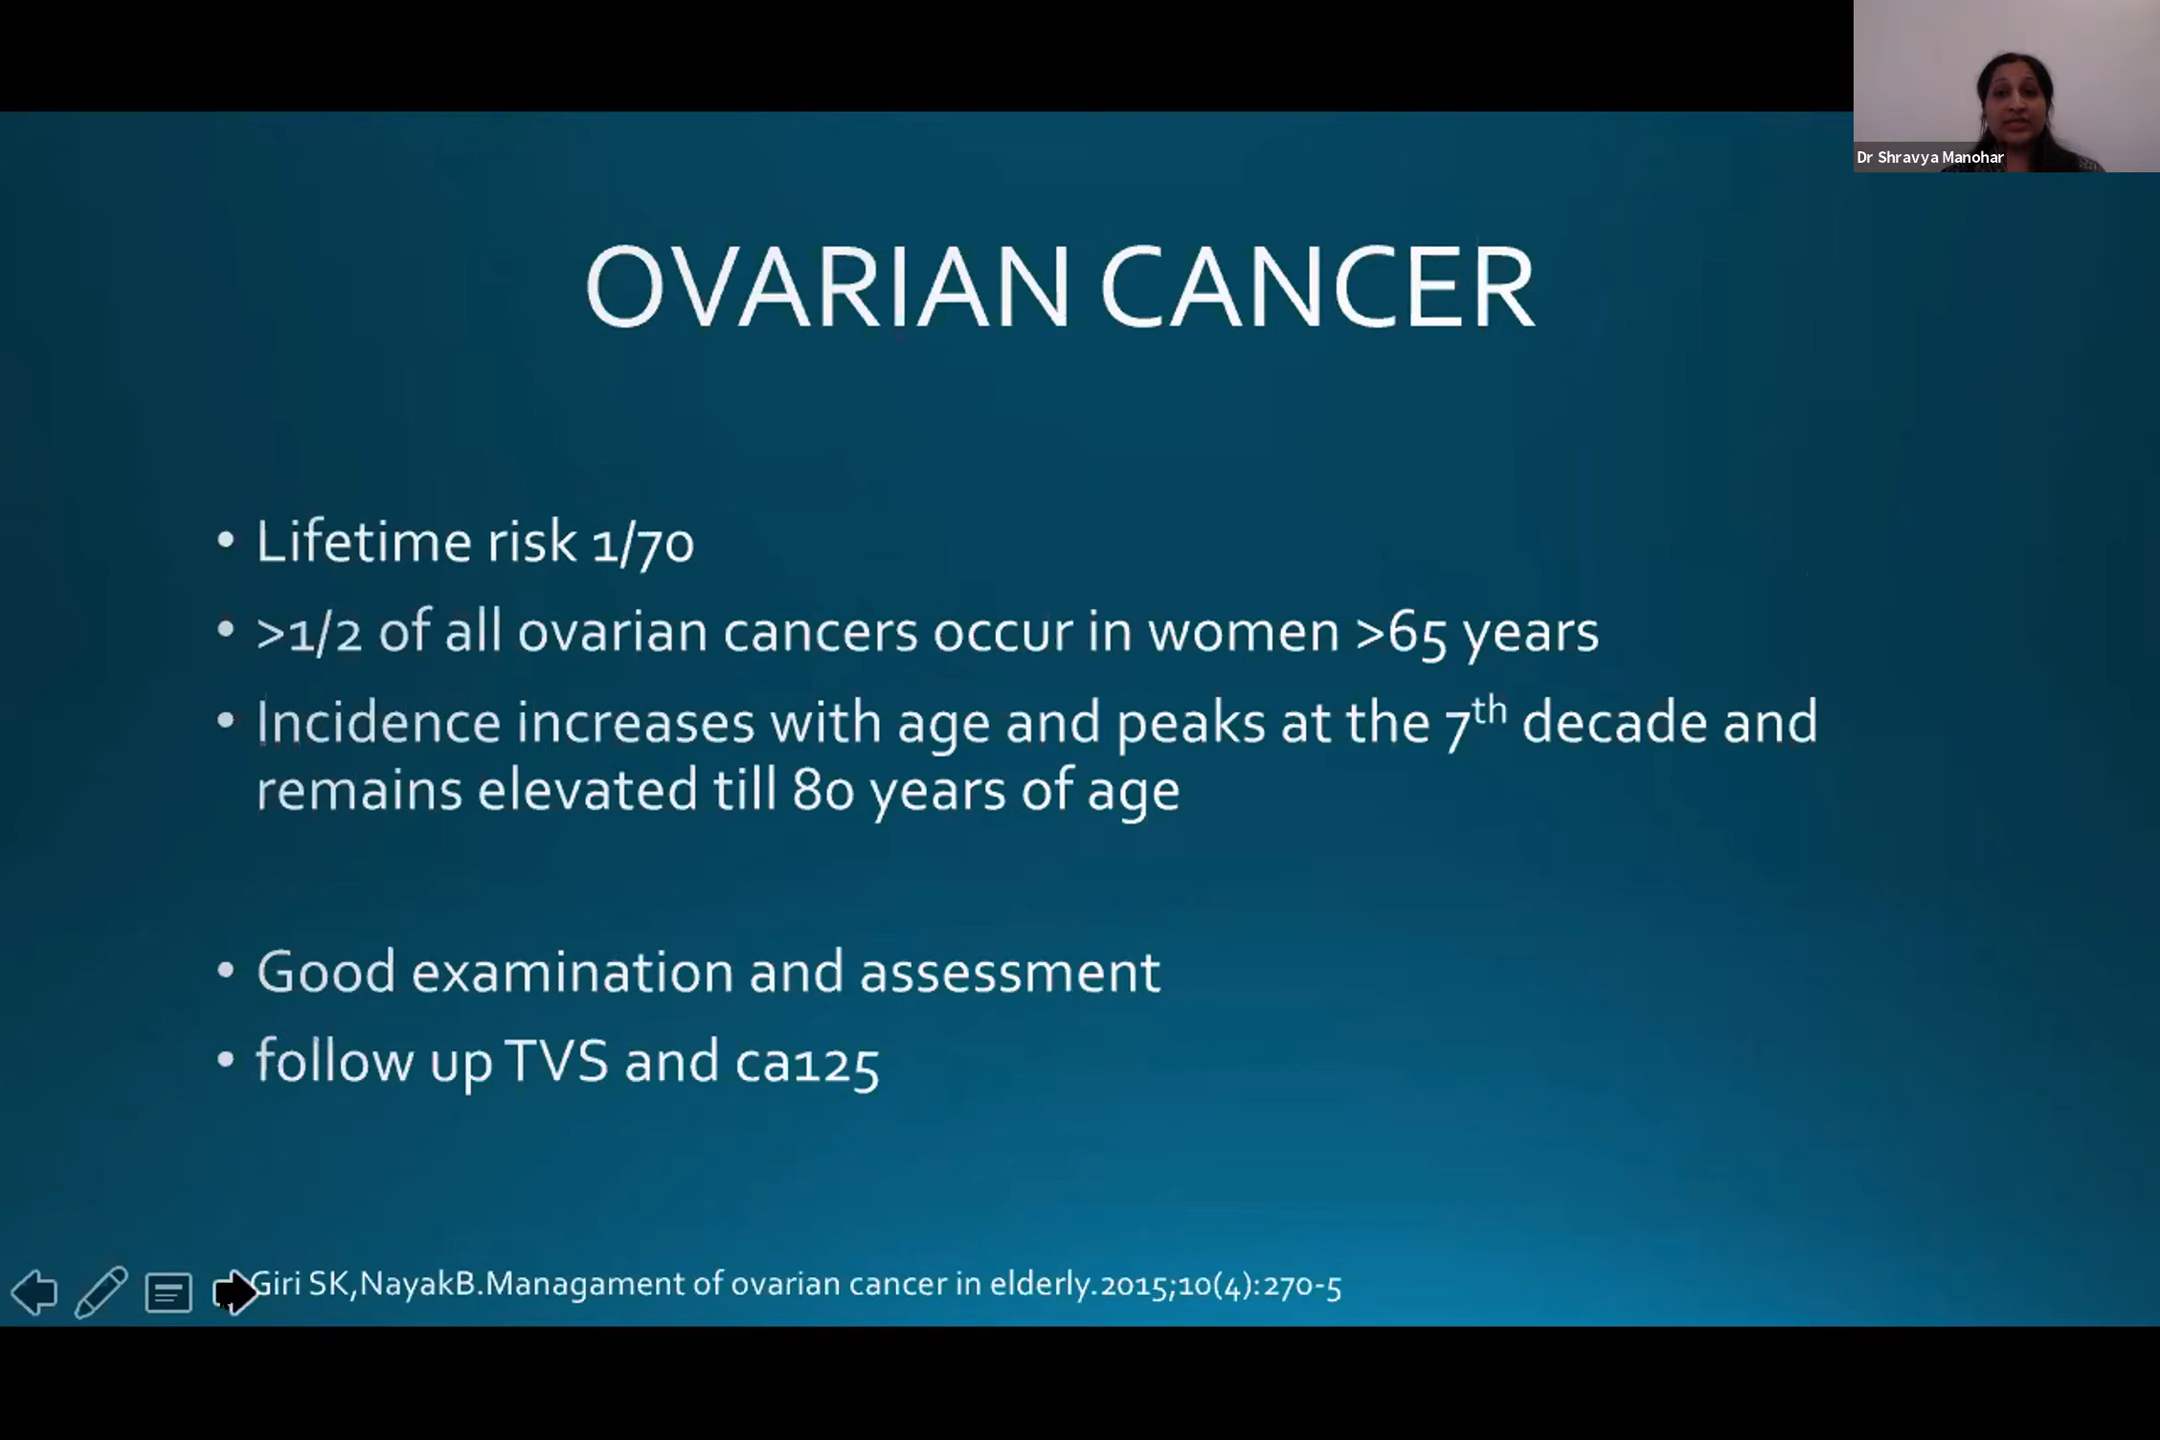 Dr Shravya Manohar
OVARIAN CANCER
• Lifetime risk 1/70
• >1/2 of all ovarian cancers occur in women >65 years
• Incidence increases with age and peaks at the 7th decade and
remains elevated till 80 years of age
• Good examination and assessment
• follow up TVS and ca125
Giri SK,NayakB.Managament of ovarian cancer in elderly.2015;10(4):270-5